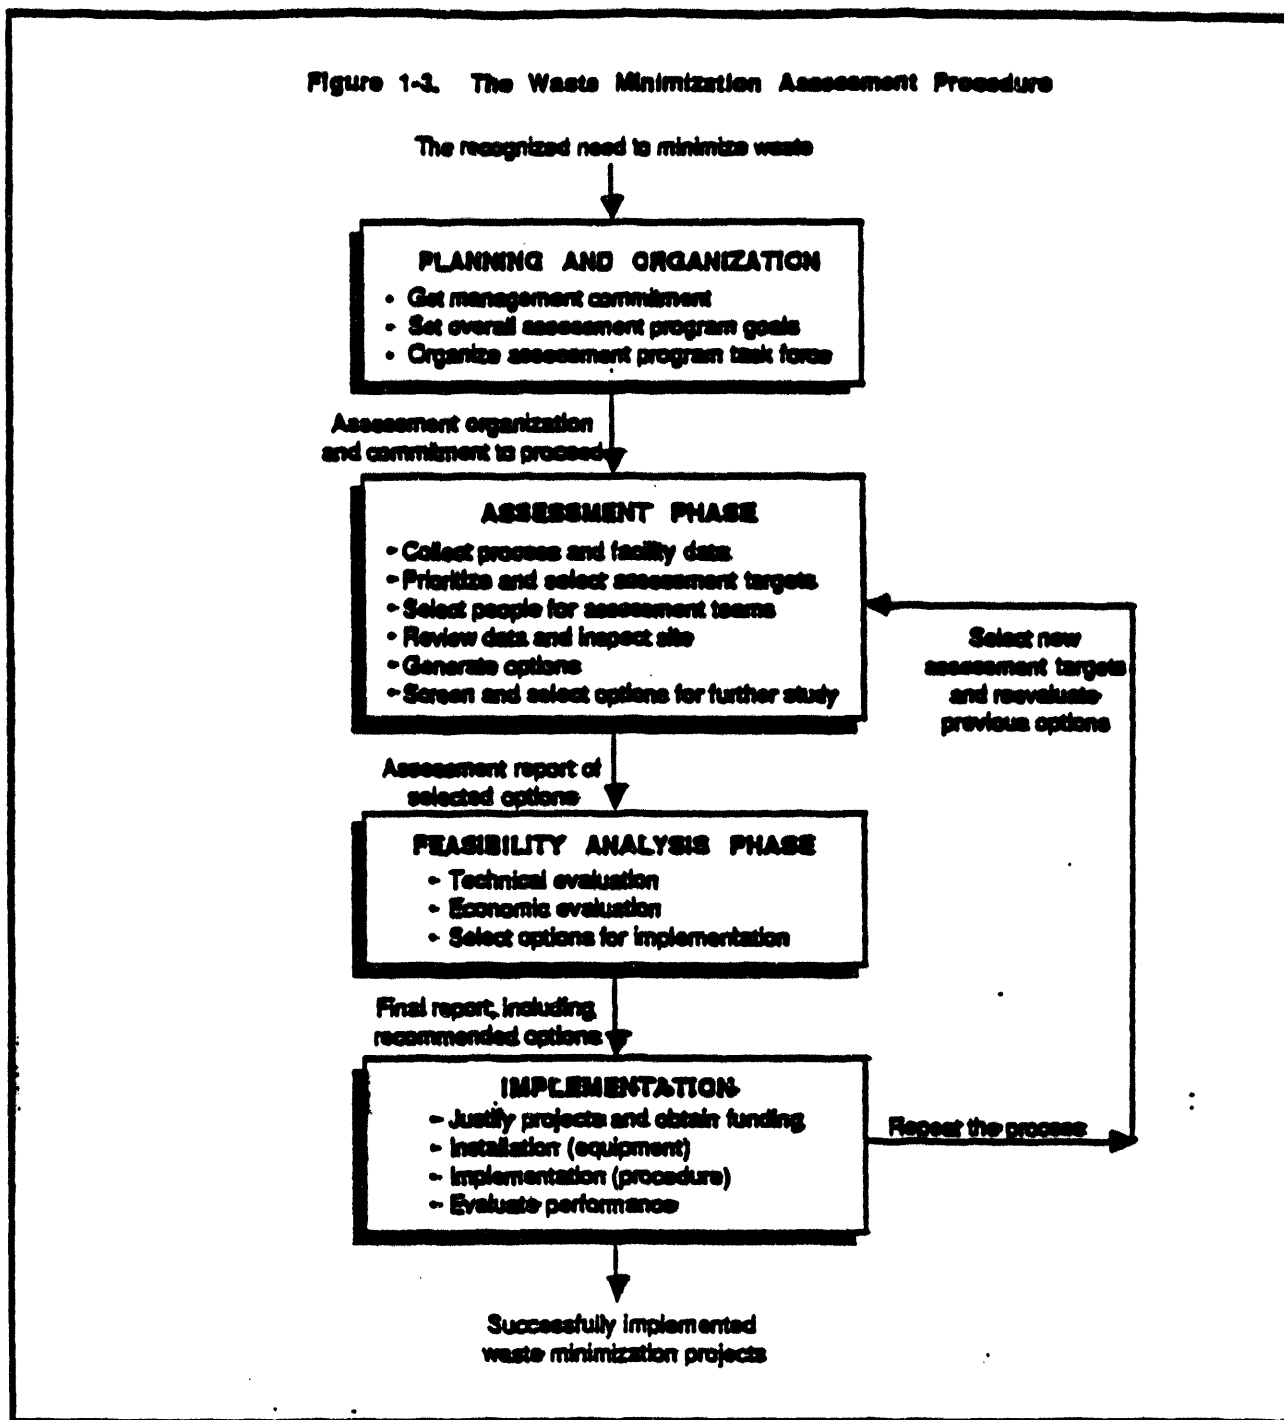 Figure 1-3. The Waste Minimization Assessment Procedure
The recognized need to minimize waste
PLANNING AND ORGANIZATION
• Get management commitment
• Set overall assessment program goals
• Organize assessment program task force
Assessment organization
and commitment to proceed
ASSESSMENT PHASE
• Collect process and facility data
• Prioritize and select assessment targets
• Select people for assessment teams
• Review data and inspect site
• Generate options
• Screen and select options for further study
Select new
assessment targets
and reevaluate
previous options
Assessment report of
selected options
FEASIBILITY ANALYSIS PHASE
• Technical evaluation
• Economic evaluation
• Select options for implementation
Final report, including
recommended options
IMPLEMENTATION
• Justify projects and obtain funding
• Installation (equipment)
• Implementation (procedure)
• Evaluate performance
Repeat the process
Successfully implemented
waste minimization projects